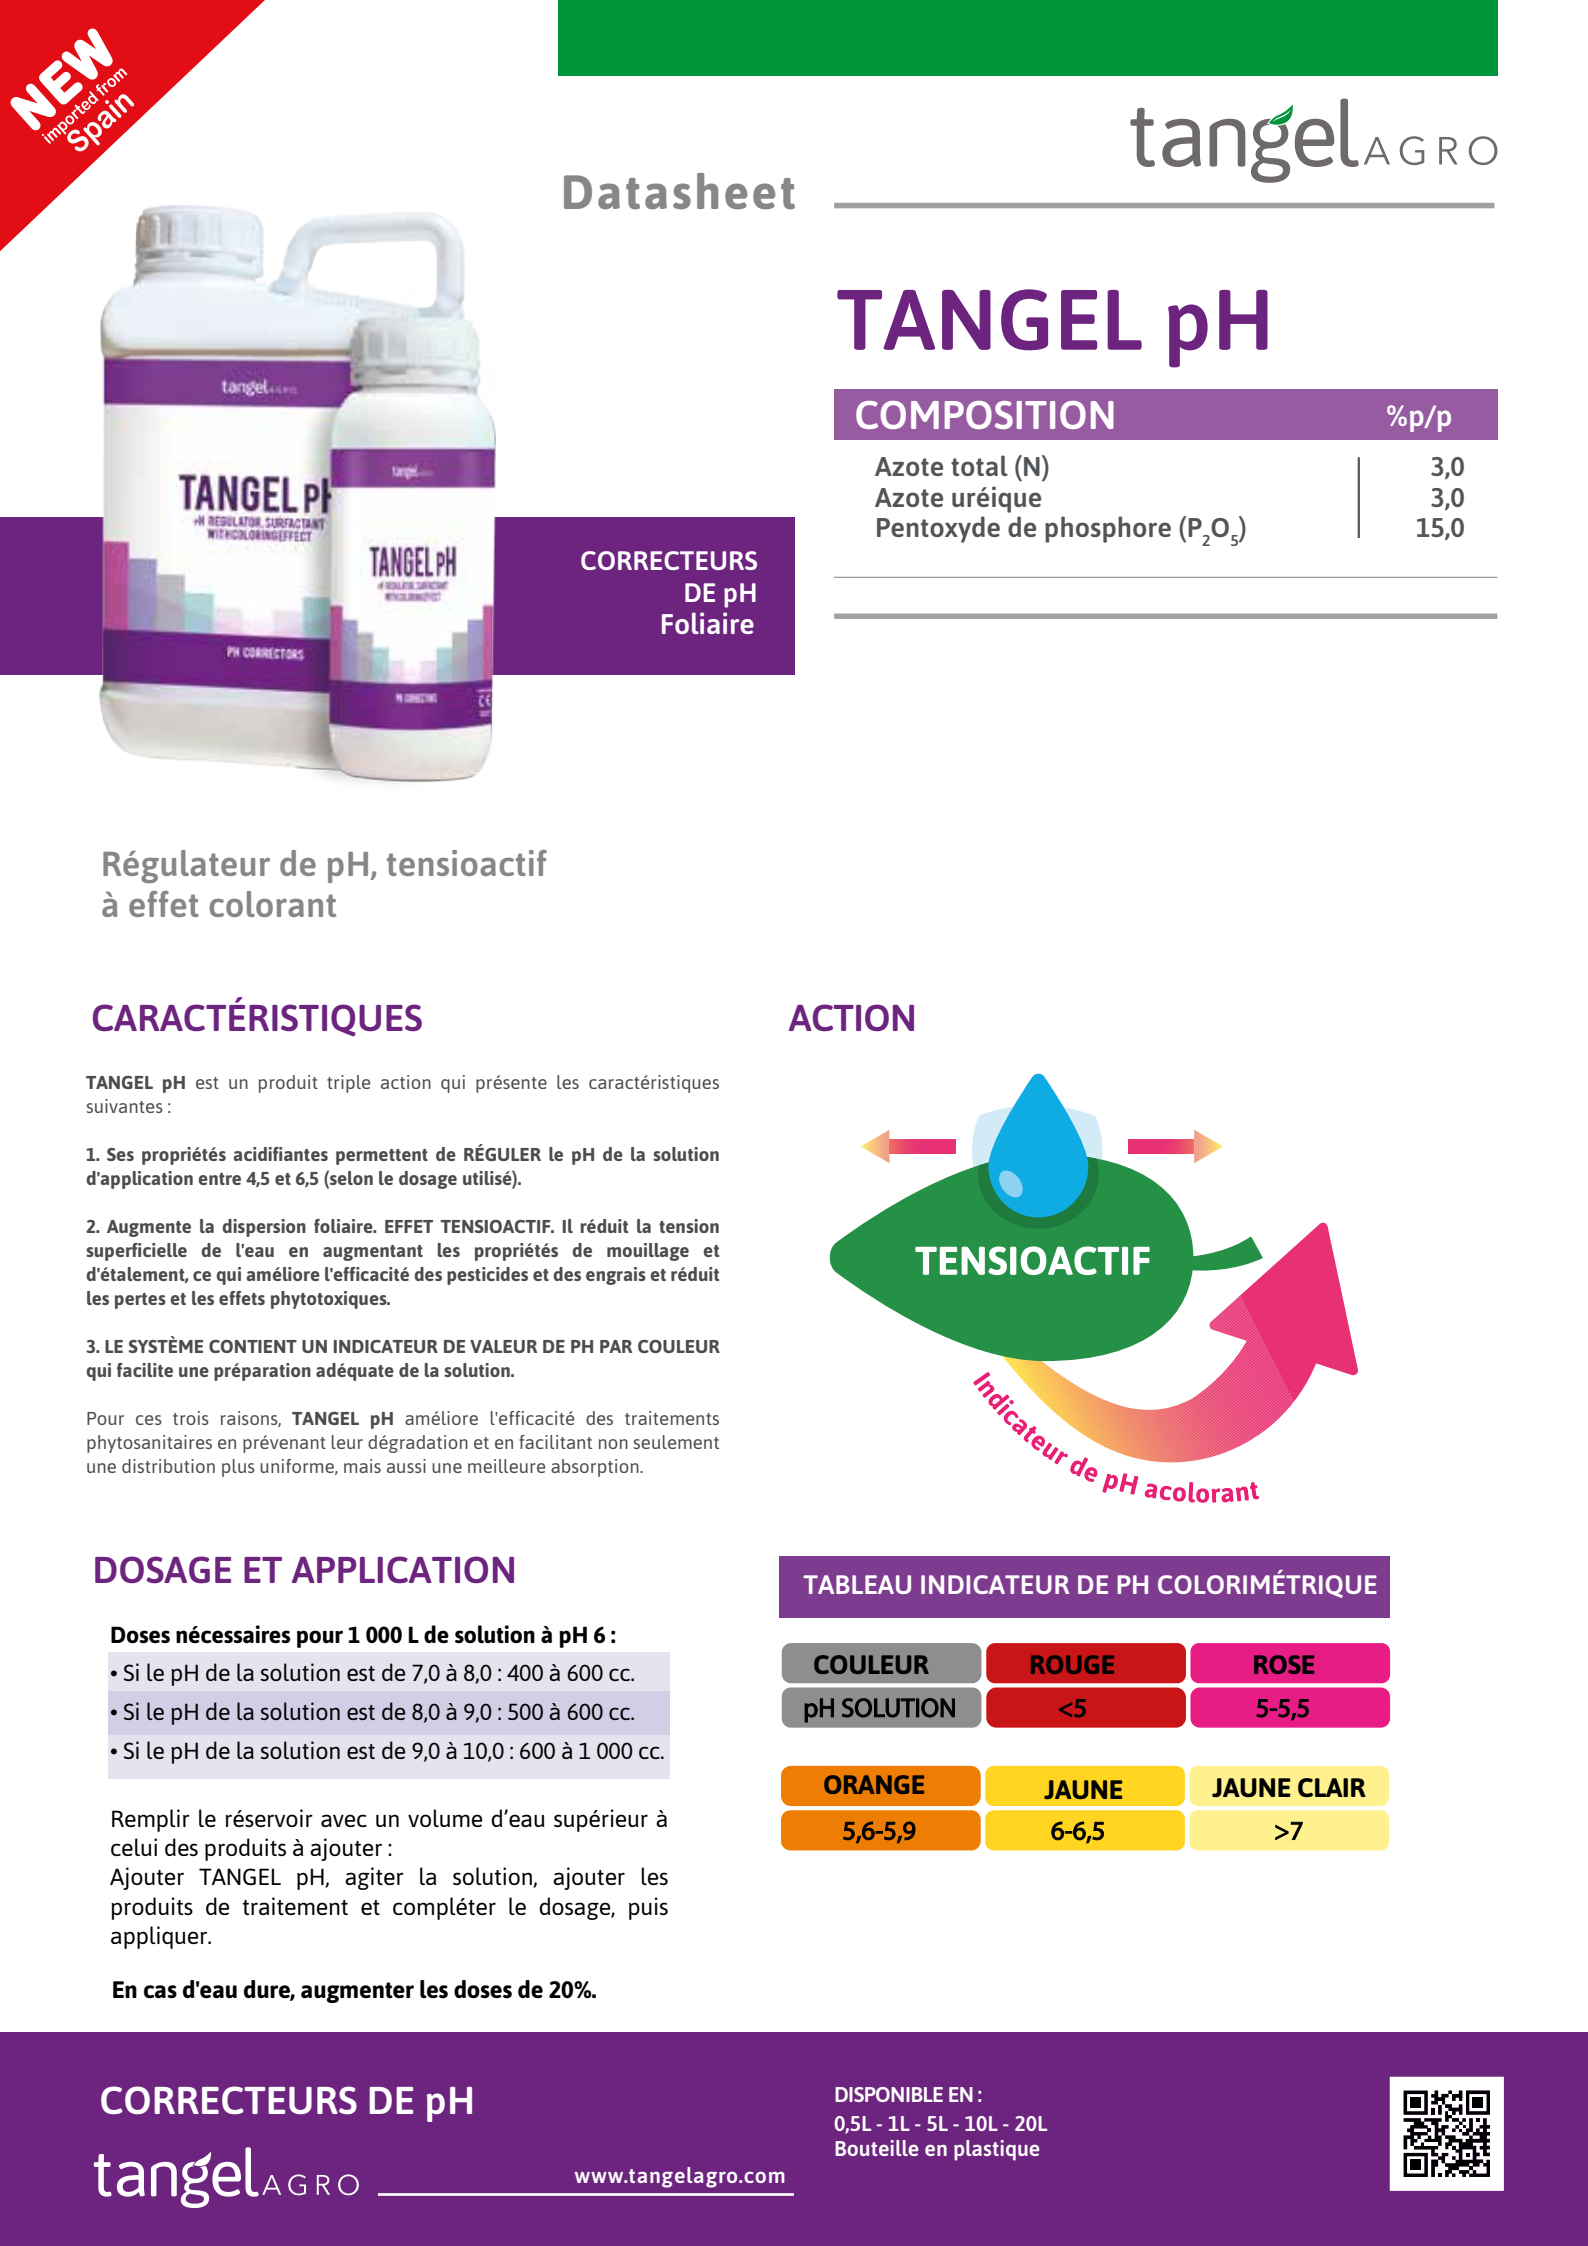 NEW
imported from
Spain
tangel AGRO
Datasheet
TANGEL pH
COMPOSITION %p/p
Azote total (N) 3,0
Azote uréique 3,0
Pentoxyde de phosphore (P2O5) 15,0
tangel
TANGEL pH
pH REGULATOR, SURFACTANT
WITH COLORING EFFECT
PH CORRECTORS
tangel
TANGEL pH
pH REGULATOR, SURFACTANT
WITH COLORING EFFECT
PH CORRECTORS
CE
CORRECTEURS
DE pH
Foliaire
Régulateur de pH, tensioactif
à effet colorant
CARACTÉRISTIQUES
TANGEL pH est un produit triple action qui présente les caractéristiques
suivantes :
1. Ses propriétés acidifiantes permettent de RÉGULER le pH de la solution
d'application entre 4,5 et 6,5 (selon le dosage utilisé).
2. Augmente la dispersion foliaire. EFFET TENSIOACTIF. Il réduit la tension
superficielle de l'eau en augmentant les propriétés de mouillage et
d'étalement, ce qui améliore l'efficacité des pesticides et des engrais et réduit
les pertes et les effets phytotoxiques.
3. LE SYSTÈME CONTIENT UN INDICATEUR DE VALEUR DE PH PAR COULEUR
qui facilite une préparation adéquate de la solution.
Pour ces trois raisons, TANGEL pH améliore l'efficacité des traitements
phytosanitaires en prévenant leur dégradation et en facilitant non seulement
une distribution plus uniforme, mais aussi une meilleure absorption.
ACTION
TENSIOACTIF
Indicateur de pH acolorant
DOSAGE ET APPLICATION
Doses nécessaires pour 1 000 L de solution à pH 6 :
• Si le pH de la solution est de 7,0 à 8,0 : 400 à 600 cc.
• Si le pH de la solution est de 8,0 à 9,0 : 500 à 600 cc.
• Si le pH de la solution est de 9,0 à 10,0 : 600 à 1 000 cc.
Remplir le réservoir avec un volume d’eau supérieur à
celui des produits à ajouter :
Ajouter TANGEL pH, agiter la solution, ajouter les
produits de traitement et compléter le dosage, puis
appliquer.
En cas d'eau dure, augmenter les doses de 20%.
TABLEAU INDICATEUR DE PH COLORIMÉTRIQUE
COULEUR ROUGE ROSE
pH SOLUTION <5 5-5,5
ORANGE JAUNE JAUNE CLAIR
5,6-5,9 6-6,5 >7
CORRECTEURS DE pH
tangel AGRO
www.tangelagro.com
DISPONIBLE EN :
0,5L - 1L - 5L - 10L - 20L
Bouteille en plastique